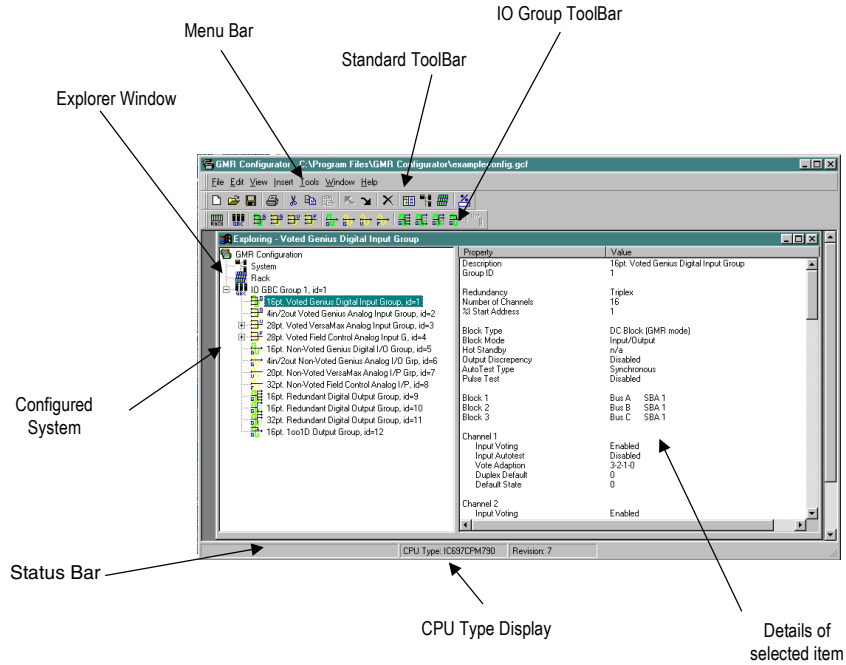 IO Group ToolBar
Menu Bar
Standard ToolBar
Explorer Window
GMR Configurator - C:\Program Files\GMR Configurator\exampleconfig.gcf
File Edit View Insert Tools Window Help
RACK GBC
Exploring - Voted Genius Digital Input Group
GMR Configuration
System
Rack
IO GBC Group 1, id=1
16pt. Voted Genius Digital Input Group, id=1
4in/2out Voted Genius Analog Input Group, id=2
28pt. Voted VersaMax Analog Input Group, id=3
28pt. Voted Field Control Analog Input G, id=4
16pt. Non-Voted Genius Digital I/O Group, id=5
4in/2out Non-Voted Genius Analog I/O Grp, id=6
20pt. Non-Voted VersaMax Analog I/P Grp, id=7
32pt. Non-Voted Field Control Analog I/P, id=8
16pt. Redundant Digital Output Group, id=9
16pt. Redundant Digital Output Group, id=10
32pt. Redundant Digital Output Group, id=11
16pt. 1oo1D Output Group, id=12
Property Value
Description 16pt. Voted Genius Digital Input Group
Group ID 1
Redundancy Triplex
Number of Channels 16
%I Start Address 1
Block Type DC Block (GMR mode)
Block Mode Input/Output
Hot Standby n/a
Output Discrepency Disabled
AutoTest Type Synchronous
Pulse Test Disabled
Block 1 Bus A SBA 1
Block 2 Bus B SBA 1
Block 3 Bus C SBA 1
Channel 1
Input Voting Enabled
Input Autotest Disabled
Vote Adaption 3-2-1-0
Duplex Default 0
Default State 0
Channel 2
Input Voting Enabled
Configured
System
CPU Type: IC697CPM790 Revision: 7
Status Bar
CPU Type Display
Details of
selected item